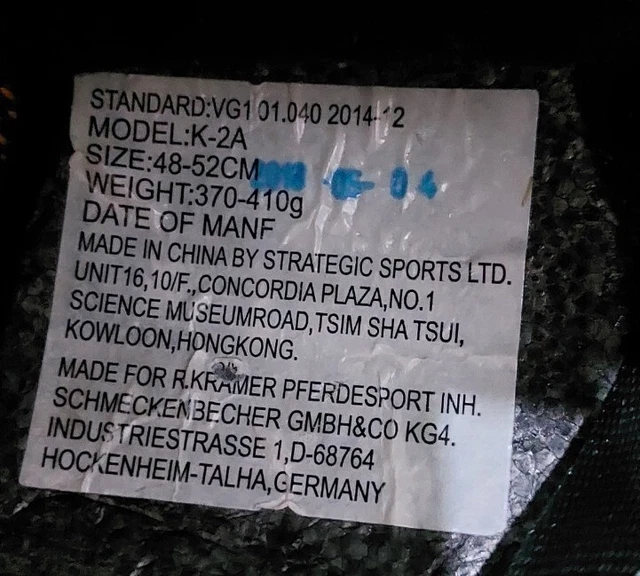 STANDARD:VG1 01.040 2014-12
MODEL:K-2A
SIZE:48-52CM
WEIGHT:370-410g
DATE OF MANF
MADE IN CHINA BY STRATEGIC SPORTS LTD.
UNIT16,10/F.,CONCORDIA PLAZA,NO.1
SCIENCE MUSEUMROAD,TSIM SHA TSUI,
KOWLOON,HONGKONG.
MADE FOR R.KRÄMER PFERDESPORT INH.
SCHMECKENBECHER GMBH&CO KG4.
INDUSTRIESTRASSE 1,D-68764
HOCKENHEIM-TALHA,GERMANY